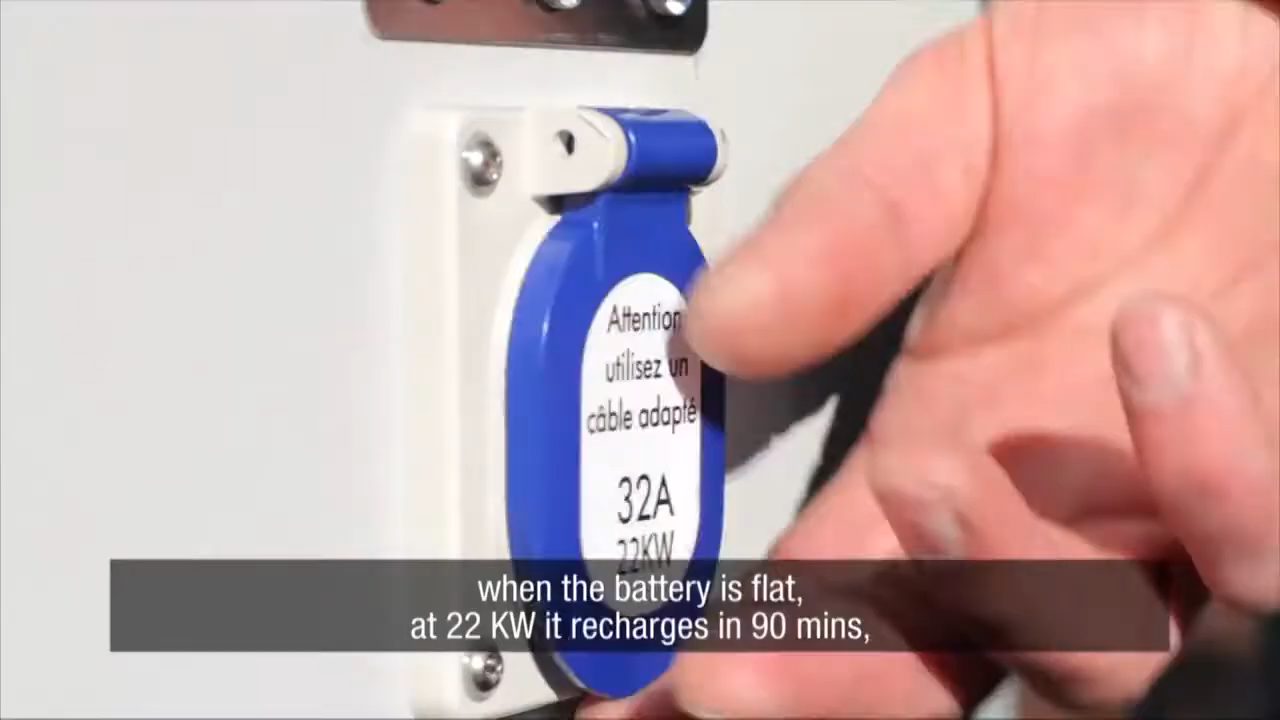 Attention
utilisez un
câble adapté
32A
22KW
when the battery is flat,
at 22 KW it recharges in 90 mins,